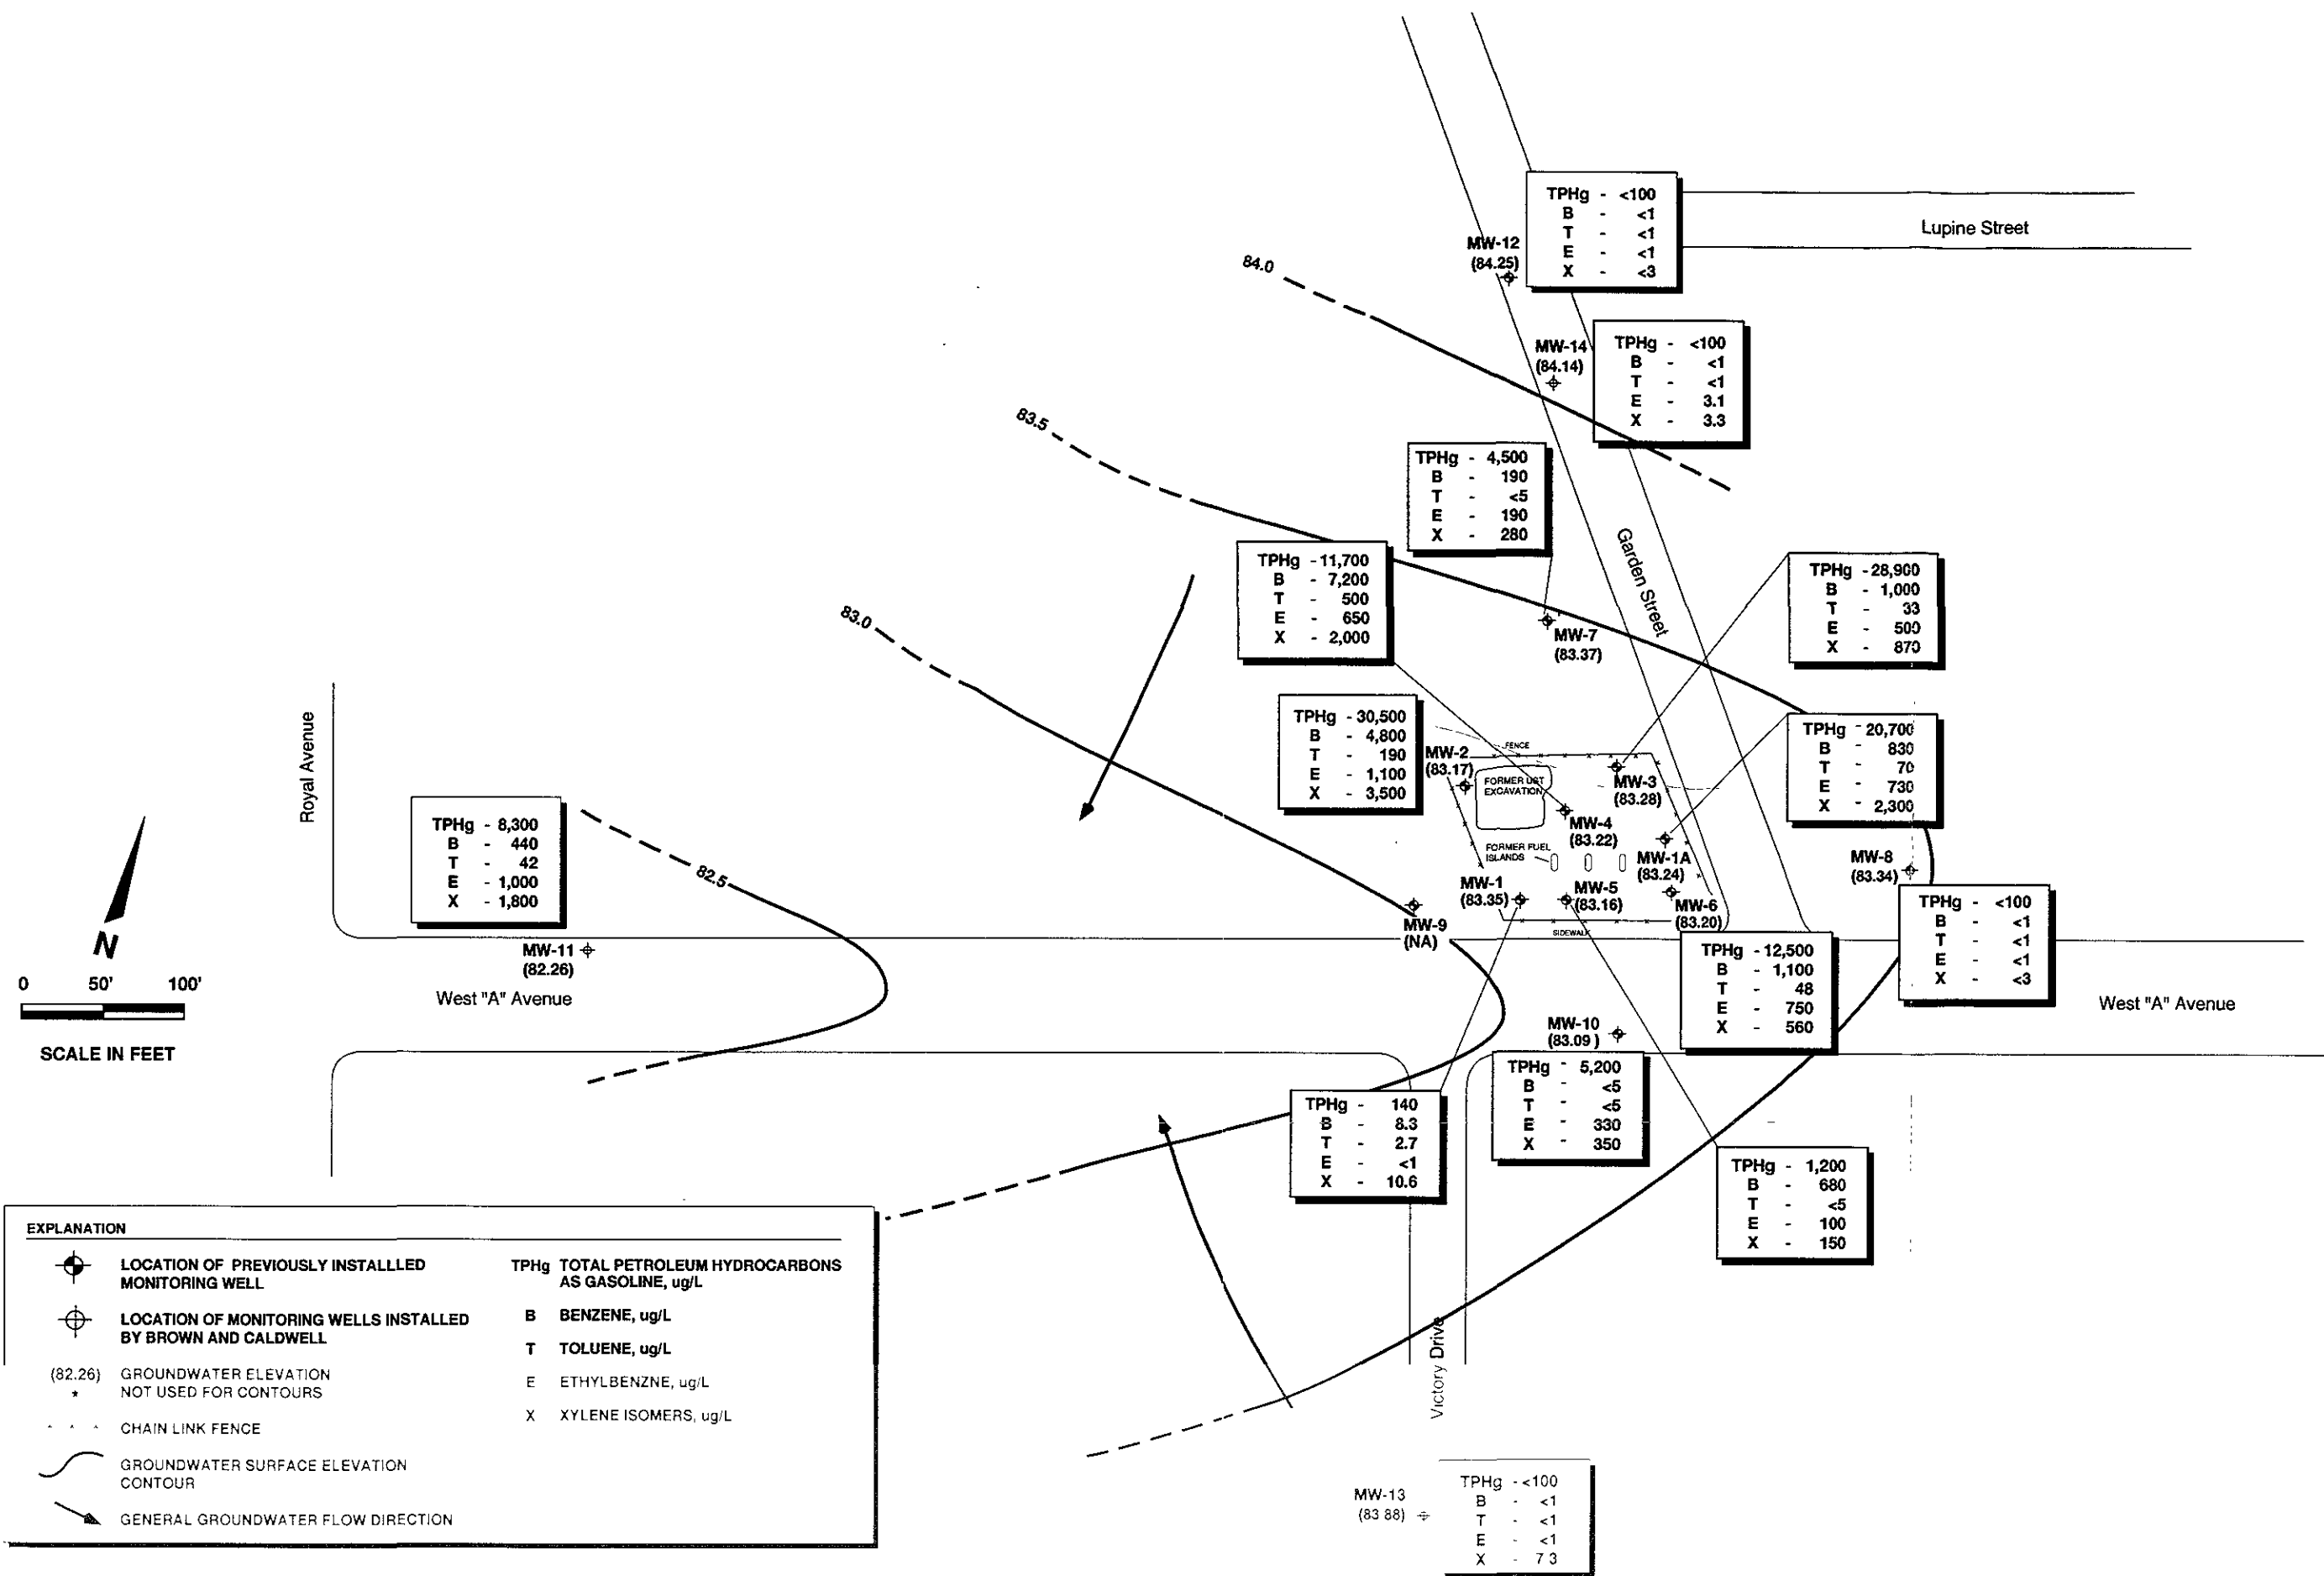 TPHg - <100
B - <1
T - <1
E - <1
X - <3
Lupine Street
MW-12
(84.25)
84.0
MW-14
(84.14)
TPHg - <100
B - <1
T - <1
E - 3.1
X - 3.3
83.5
TPHg - 4,500
B - 190
T - <5
E - 190
X - 280
Garden Street
TPHg - 11,700
B - 7,200
T - 500
E - 650
X - 2,000
TPHg - 28,900
B - 1,000
T - 33
E - 500
X - 870
83.0
MW-7
(83.37)
TPHg - 30,500
B - 4,800
T - 190
E - 1,100
X - 3,500
TPHg - 20,700
B - 830
T - 70
E - 730
X - 2,300
Royal Avenue
MW-2
(83.17)
FENCE
FORMER UST
EXCAVATION
MW-3
(83.28)
MW-4
(83.22)
FORMER FUEL
ISLANDS
MW-1A
(83.24)
MW-8
(83.34)
TPHg - 8,300
B - 440
T - 42
E - 1,000
X - 1,800
82.5
MW-1
(83.35)
MW-5
(83.16)
MW-6
(83.20)
SIDEWALK
MW-9
(NA)
TPHg - <100
B - <1
T - <1
E - <1
X - <3
N
0 50' 100'
SCALE IN FEET
MW-11
(82.26)
West "A" Avenue
TPHg - 12,500
B - 1,100
T - 48
E - 750
X - 560
West "A" Avenue
MW-10
(83.09 )
TPHg - 5,200
B - <5
T - <5
E - 330
X - 350
TPHg - 140
B - 8.3
T - 2.7
E - <1
X - 10.6
TPHg - 1,200
B - 680
T - <5
E - 100
X - 150
Victory Drive
MW-13
(83 88)
TPHg - <100
B - <1
T - <1
E - <1
X - 7 3
EXPLANATION
LOCATION OF PREVIOUSLY INSTALLLED
MONITORING WELL
LOCATION OF MONITORING WELLS INSTALLED
BY BROWN AND CALDWELL
(82.26) GROUNDWATER ELEVATION
* NOT USED FOR CONTOURS
CHAIN LINK FENCE
GROUNDWATER SURFACE ELEVATION
CONTOUR
GENERAL GROUNDWATER FLOW DIRECTION
TPHg TOTAL PETROLEUM HYDROCARBONS
AS GASOLINE, ug/L
B BENZENE, ug/L
T TOLUENE, ug/L
E ETHYLBENZNE, ug/L
X XYLENE ISOMERS, ug/L